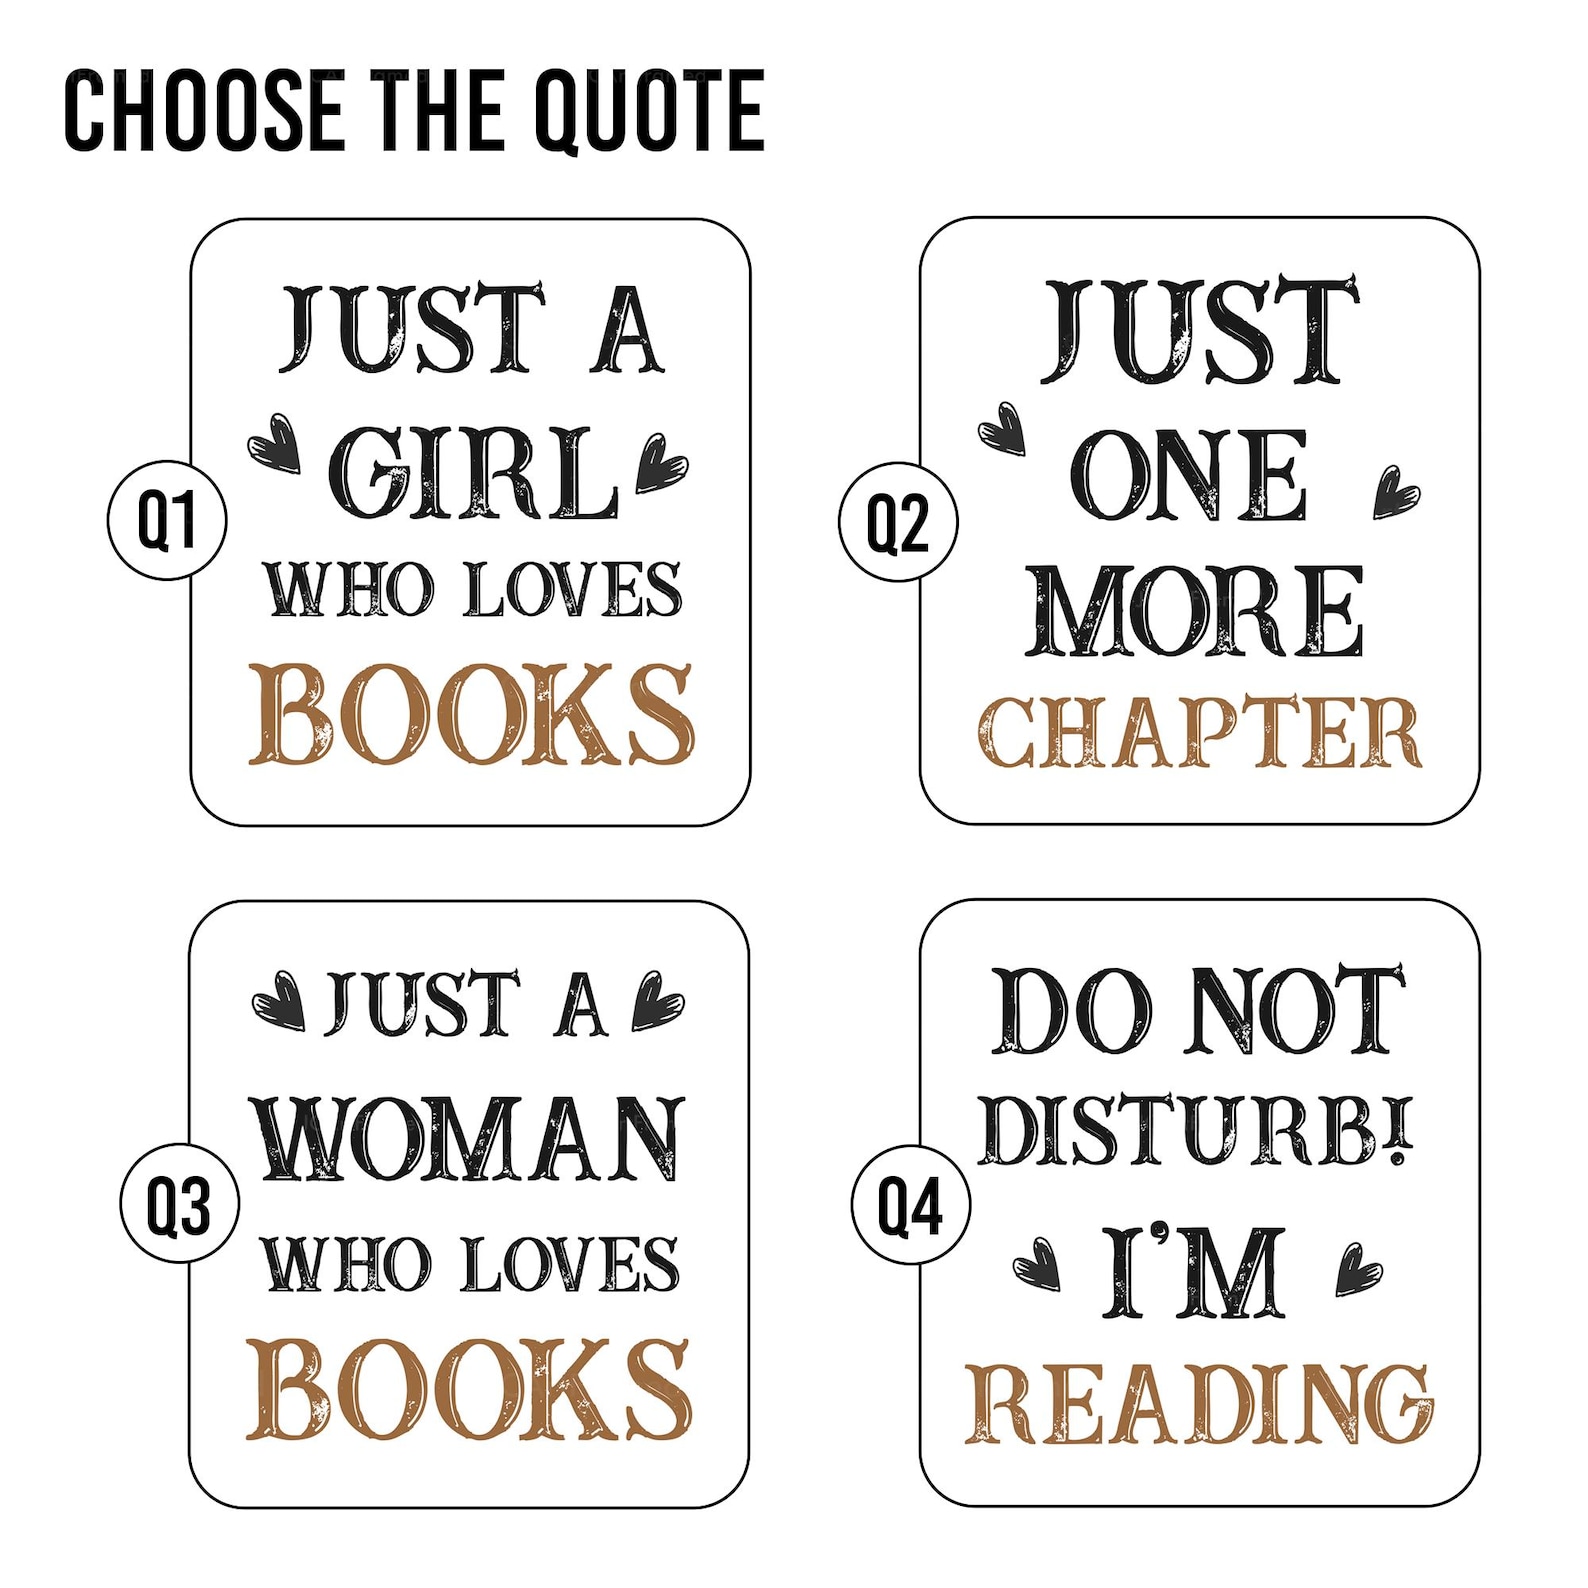 CHOOSE THE QUOTE
JUST A
GIRL
WHO LOVES
BOOKS
Q1
JUST
ONE
MORE
CHAPTER
Q2
JUST A
WOMAN
WHO LOVES
BOOKS
Q3
DO NOT
DISTURB!
I'M
READING
Q4